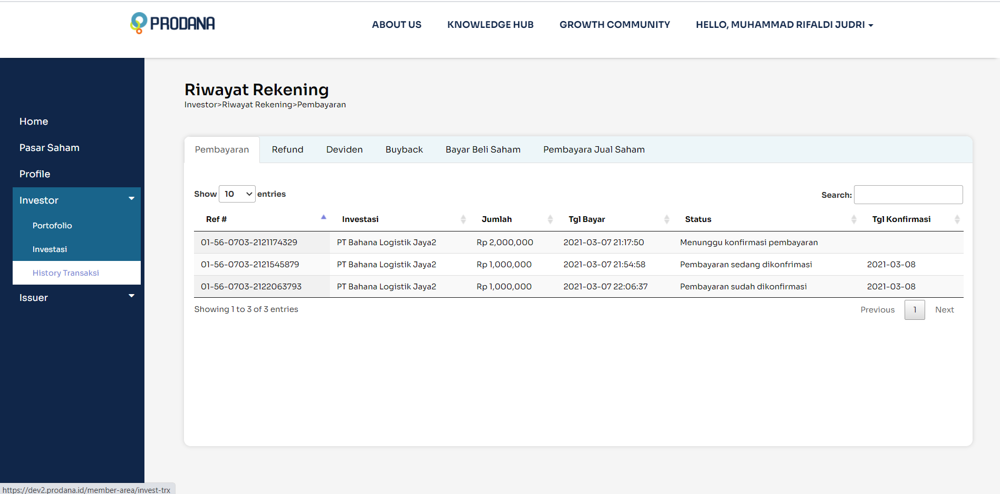 PRODANA
ABOUT US KNOWLEDGE HUB GROWTH COMMUNITY HELLO, MUHAMMAD RIFALDI JUDRI
Home
Pasar Saham
Profile
Investor
Portofolio
Investasi
History Transaksi
Issuer
Riwayat Rekening
Investor>Riwayat Rekening>Pembayaran
Pembayaran Refund Deviden Buyback Bayar Beli Saham Pembayara Jual Saham
Show 10 entries Search:
Ref # Investasi Jumlah Tgl Bayar Status Tgl Konfirmasi
01-56-0703-2121174329 PT Bahana Logistik Jaya2 Rp 2,000,000 2021-03-07 21:17:50 Menunggu konfirmasi pembayaran
01-56-0703-2121545879 PT Bahana Logistik Jaya2 Rp 1,000,000 2021-03-07 21:54:58 Pembayaran sedang dikonfrimasi 2021-03-08
01-56-0703-2122063793 PT Bahana Logistik Jaya2 Rp 1,000,000 2021-03-07 22:06:37 Pembayaran sudah dikonfirmasi 2021-03-08
Showing 1 to 3 of 3 entries Previous 1 Next
https://dev2.prodana.id/member-area/invest-trx